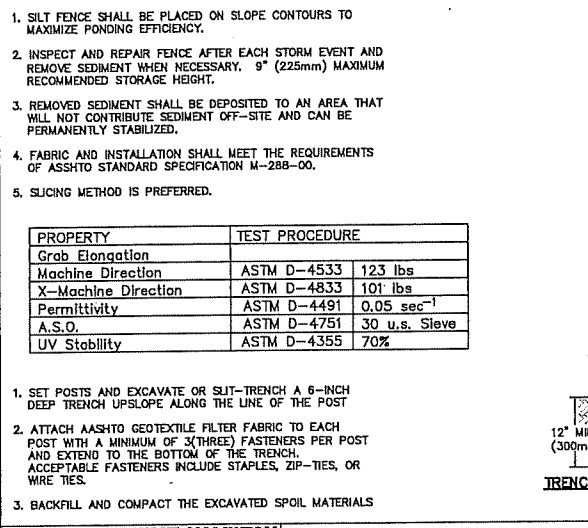 1. SILT FENCE SHALL BE PLACED ON SLOPE CONTOURS TO
MAXIMIZE PONDING EFFICIENCY.
2. INSPECT AND REPAIR FENCE AFTER EACH STORM EVENT AND
REMOVE SEDIMENT WHEN NECESSARY. 9" (225mm) MAXIMUM
RECOMMENDED STORAGE HEIGHT.
3. REMOVED SEDIMENT SHALL BE DEPOSITED TO AN AREA THAT
WILL NOT CONTRIBUTE SEDIMENT OFF-SITE AND CAN BE
PERMANENTLY STABILIZED.
4. FABRIC AND INSTALLATION SHALL MEET THE REQUIREMENTS
OF ASSHTO STANDARD SPECIFICATION M-288-00.
5. SLICING METHOD IS PREFERRED.
PROPERTY TEST PROCEDURE
Grab Elongation
Machine Direction ASTM D-4533 123 lbs
X-Machine Direction ASTM D-4833 101 lbs
Permittivity ASTM D-4491 0.05 sec⁻¹
A.S.O. ASTM D-4751 30 u.s. Sieve
UV Stability ASTM D-4355 70%
1. SET POSTS AND EXCAVATE OR SLIT-TRENCH A 6-INCH
DEEP TRENCH UPSLOPE ALONG THE LINE OF THE POST
2. ATTACH AASHTO GEOTEXTILE FILTER FABRIC TO EACH
POST WITH A MINIMUM OF 3(THREE) FASTENERS PER POST
AND EXTEND TO THE BOTTOM OF THE TRENCH.
ACCEPTABLE FASTENERS INCLUDE STAPLES, ZIP-TIES, OR
WIRE TIES.
3. BACKFILL AND COMPACT THE EXCAVATED SPOIL MATERIALS
12" MI
(300m
TRENC